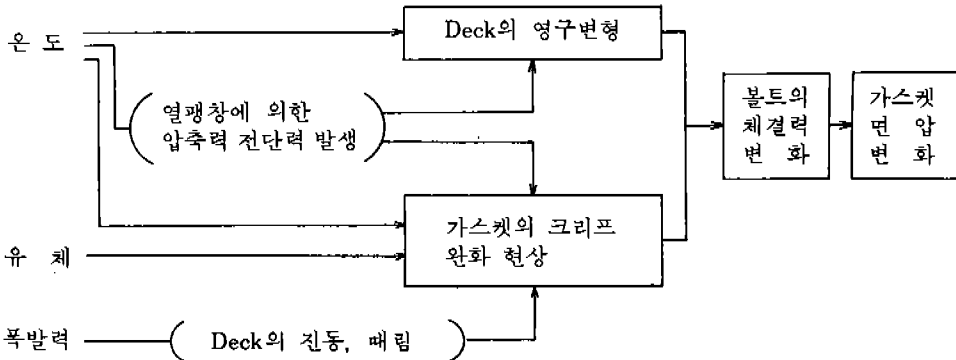 온 도
Deck의 영구변형
열팽창에 의한
압축력 전단력 발생
볼트의
체결력
변 화
가스켓
면 압
변 화
가스켓의 크리프
완화 현상
유 체
폭발력
Deck의 진동, 때림